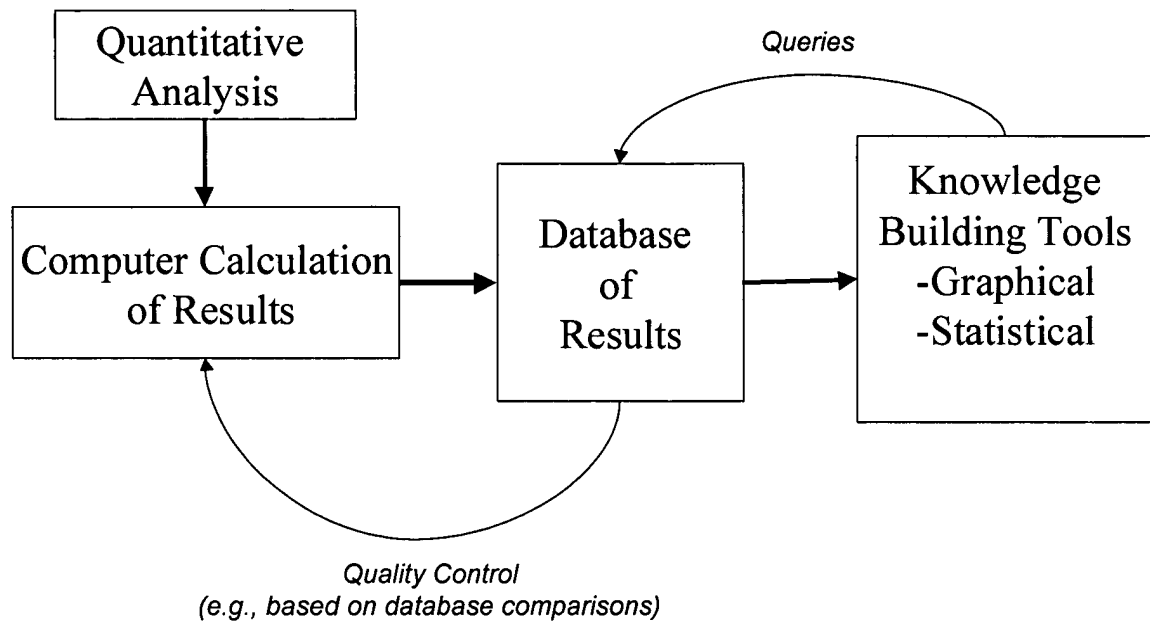 Quantitative
Analysis
Queries
Computer Calculation
of Results
Database
of
Results
Knowledge
Building Tools
-Graphical
-Statistical
Quality Control
(e.g., based on database comparisons)